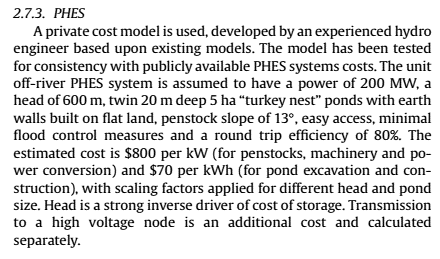 2.7.3. PHES
A private cost model is used, developed by an experienced hydro
engineer based upon existing models. The model has been tested
for consistency with publicly available PHES systems costs. The unit
off-river PHES system is assumed to have a power of 200 MW, a
head of 600 m, twin 20 m deep 5 ha “turkey nest” ponds with earth
walls built on flat land, penstock slope of 13°, easy access, minimal
flood control measures and a round trip efficiency of 80%. The
estimated cost is $800 per kW (for penstocks, machinery and po-
wer conversion) and $70 per kWh (for pond excavation and con-
struction), with scaling factors applied for different head and pond
size. Head is a strong inverse driver of cost of storage. Transmission
to a high voltage node is an additional cost and calculated
separately.